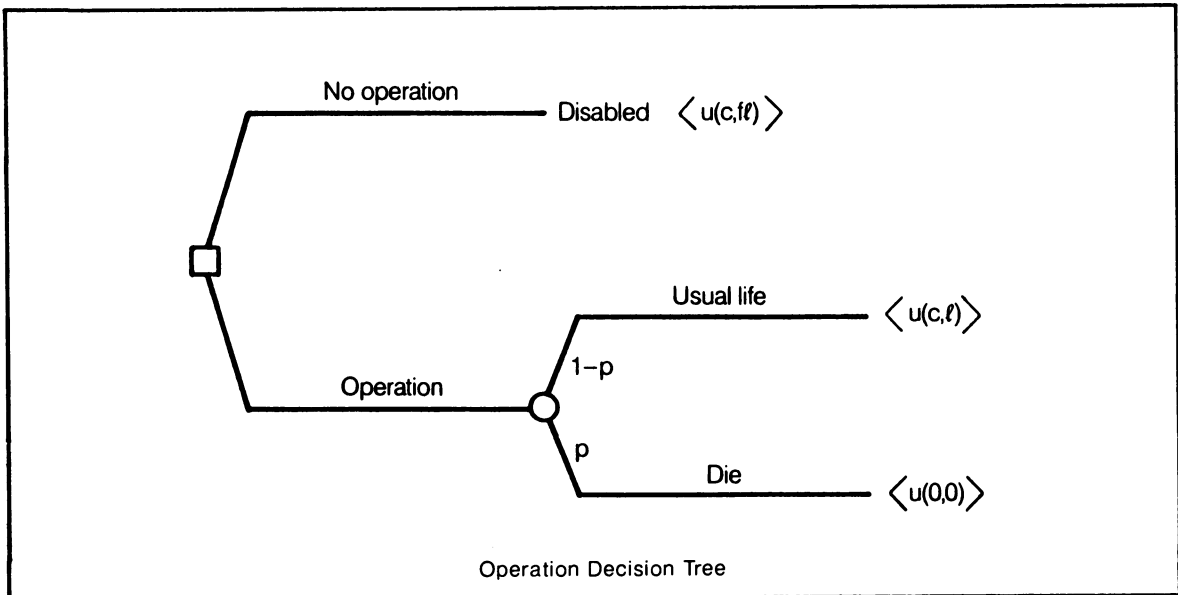 No operation
Disabled 〈u(c,fℓ)〉
Usual life
〈u(c,ℓ)〉
1–p
Operation
p
Die
〈u(0,0)〉
Operation Decision Tree